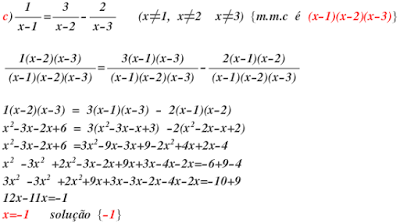 c) 1/(x-1) = 3/(x-2) - 2/(x-3) (x≠1, x≠2 x≠3) {m.m.c é (x-1)(x-2)(x-3)}
1(x-2)(x-3)/(x-1)(x-2)(x-3) = 3(x-1)(x-3)/(x-1)(x-2)(x-3) - 2(x-1)(x-2)/(x-1)(x-2)(x-3)
1(x-2)(x-3) = 3(x-1)(x-3) - 2(x-1)(x-2)
x²-3x-2x+6 = 3(x²-3x-x+3) -2(x²-2x-x+2)
x²-3x-2x+6 =3x²-9x-3x+9-2x²+4x+2x-4
x² -3x² +2x²-3x-2x+9x+3x-4x-2x=-6+9-4
3x² -3x² +2x²+9x+3x-3x-2x-4x-2x=-10+9
12x-11x=-1
x=-1 solução {-1}